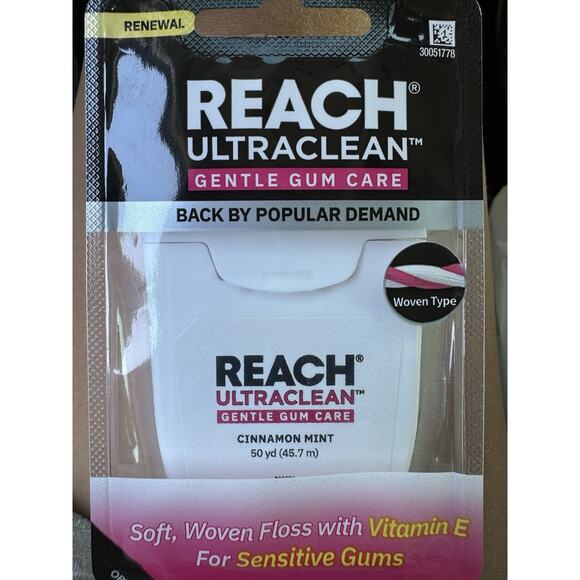 RENEWAL
30051778
REACH®
ULTRACLEAN™
GENTLE GUM CARE
BACK BY POPULAR DEMAND
Woven Type
REACH®
ULTRACLEAN™
GENTLE GUM CARE
CINNAMON MINT
50 yd (45.7 m)
Soft, Woven Floss with Vitamin E
For Sensitive Gums